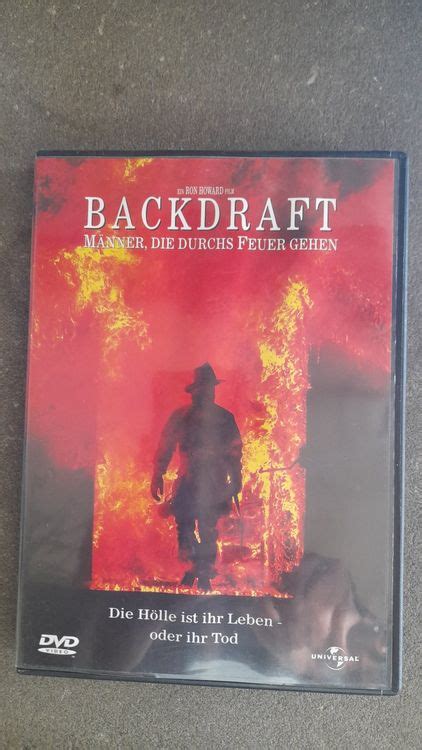 EIN RON HOWARD FILM
BACKDRAFT
MÄNNER, DIE DURCHS FEUER GEHEN
Die Hölle ist ihr Leben -
oder ihr Tod
DVD
VIDEO
UNIVERSAL